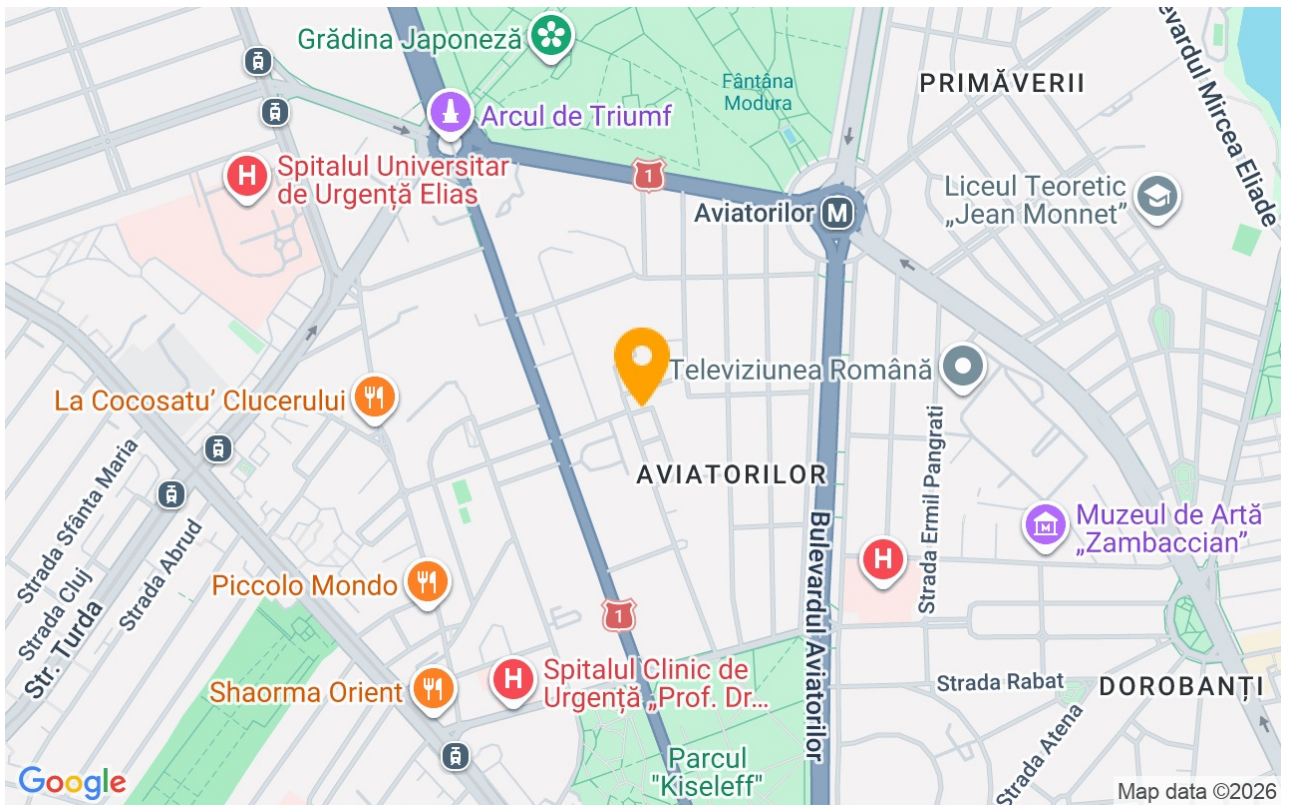 Grădina Japoneză
Arcul de Triumf
Fântâna
Modura
PRIMĂVERII
Bulevardul Mircea Eliade
Spitalul Universitar
de Urgență Elias
H
1
Aviatorilor M
Liceul Teoretic
„Jean Monnet”
Televiziunea Română
La Cocosatu’ Clucerului
AVIATORILOR
Strada Sfânta Maria
Strada Cluj
Str. Turda
Strada Abrud
Bulevardul Aviatorilor
Strada Ermil Pangrati
H
Muzeul de Artă
„Zambaccian”
Piccolo Mondo
1
Shaorma Orient
H
Spitalul Clinic de
Urgență „Prof. Dr...
Strada Rabat
DOROBANȚI
Strada Atena
Parcul
"Kiseleff"
Google
Map data ©2026